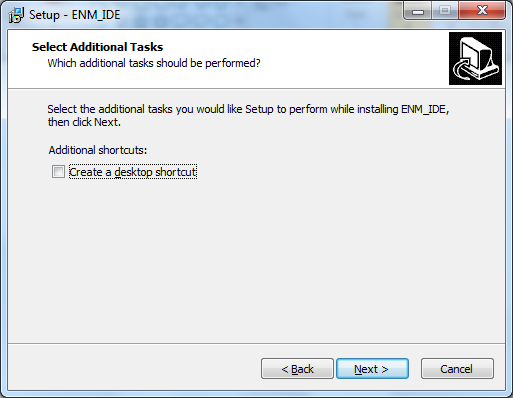 Setup - ENM_IDE
Select Additional Tasks
Which additional tasks should be performed?
Select the additional tasks you would like Setup to perform while installing ENM_IDE,
then click Next.
Additional shortcuts:
Create a desktop shortcut
< Back
Next >
Cancel